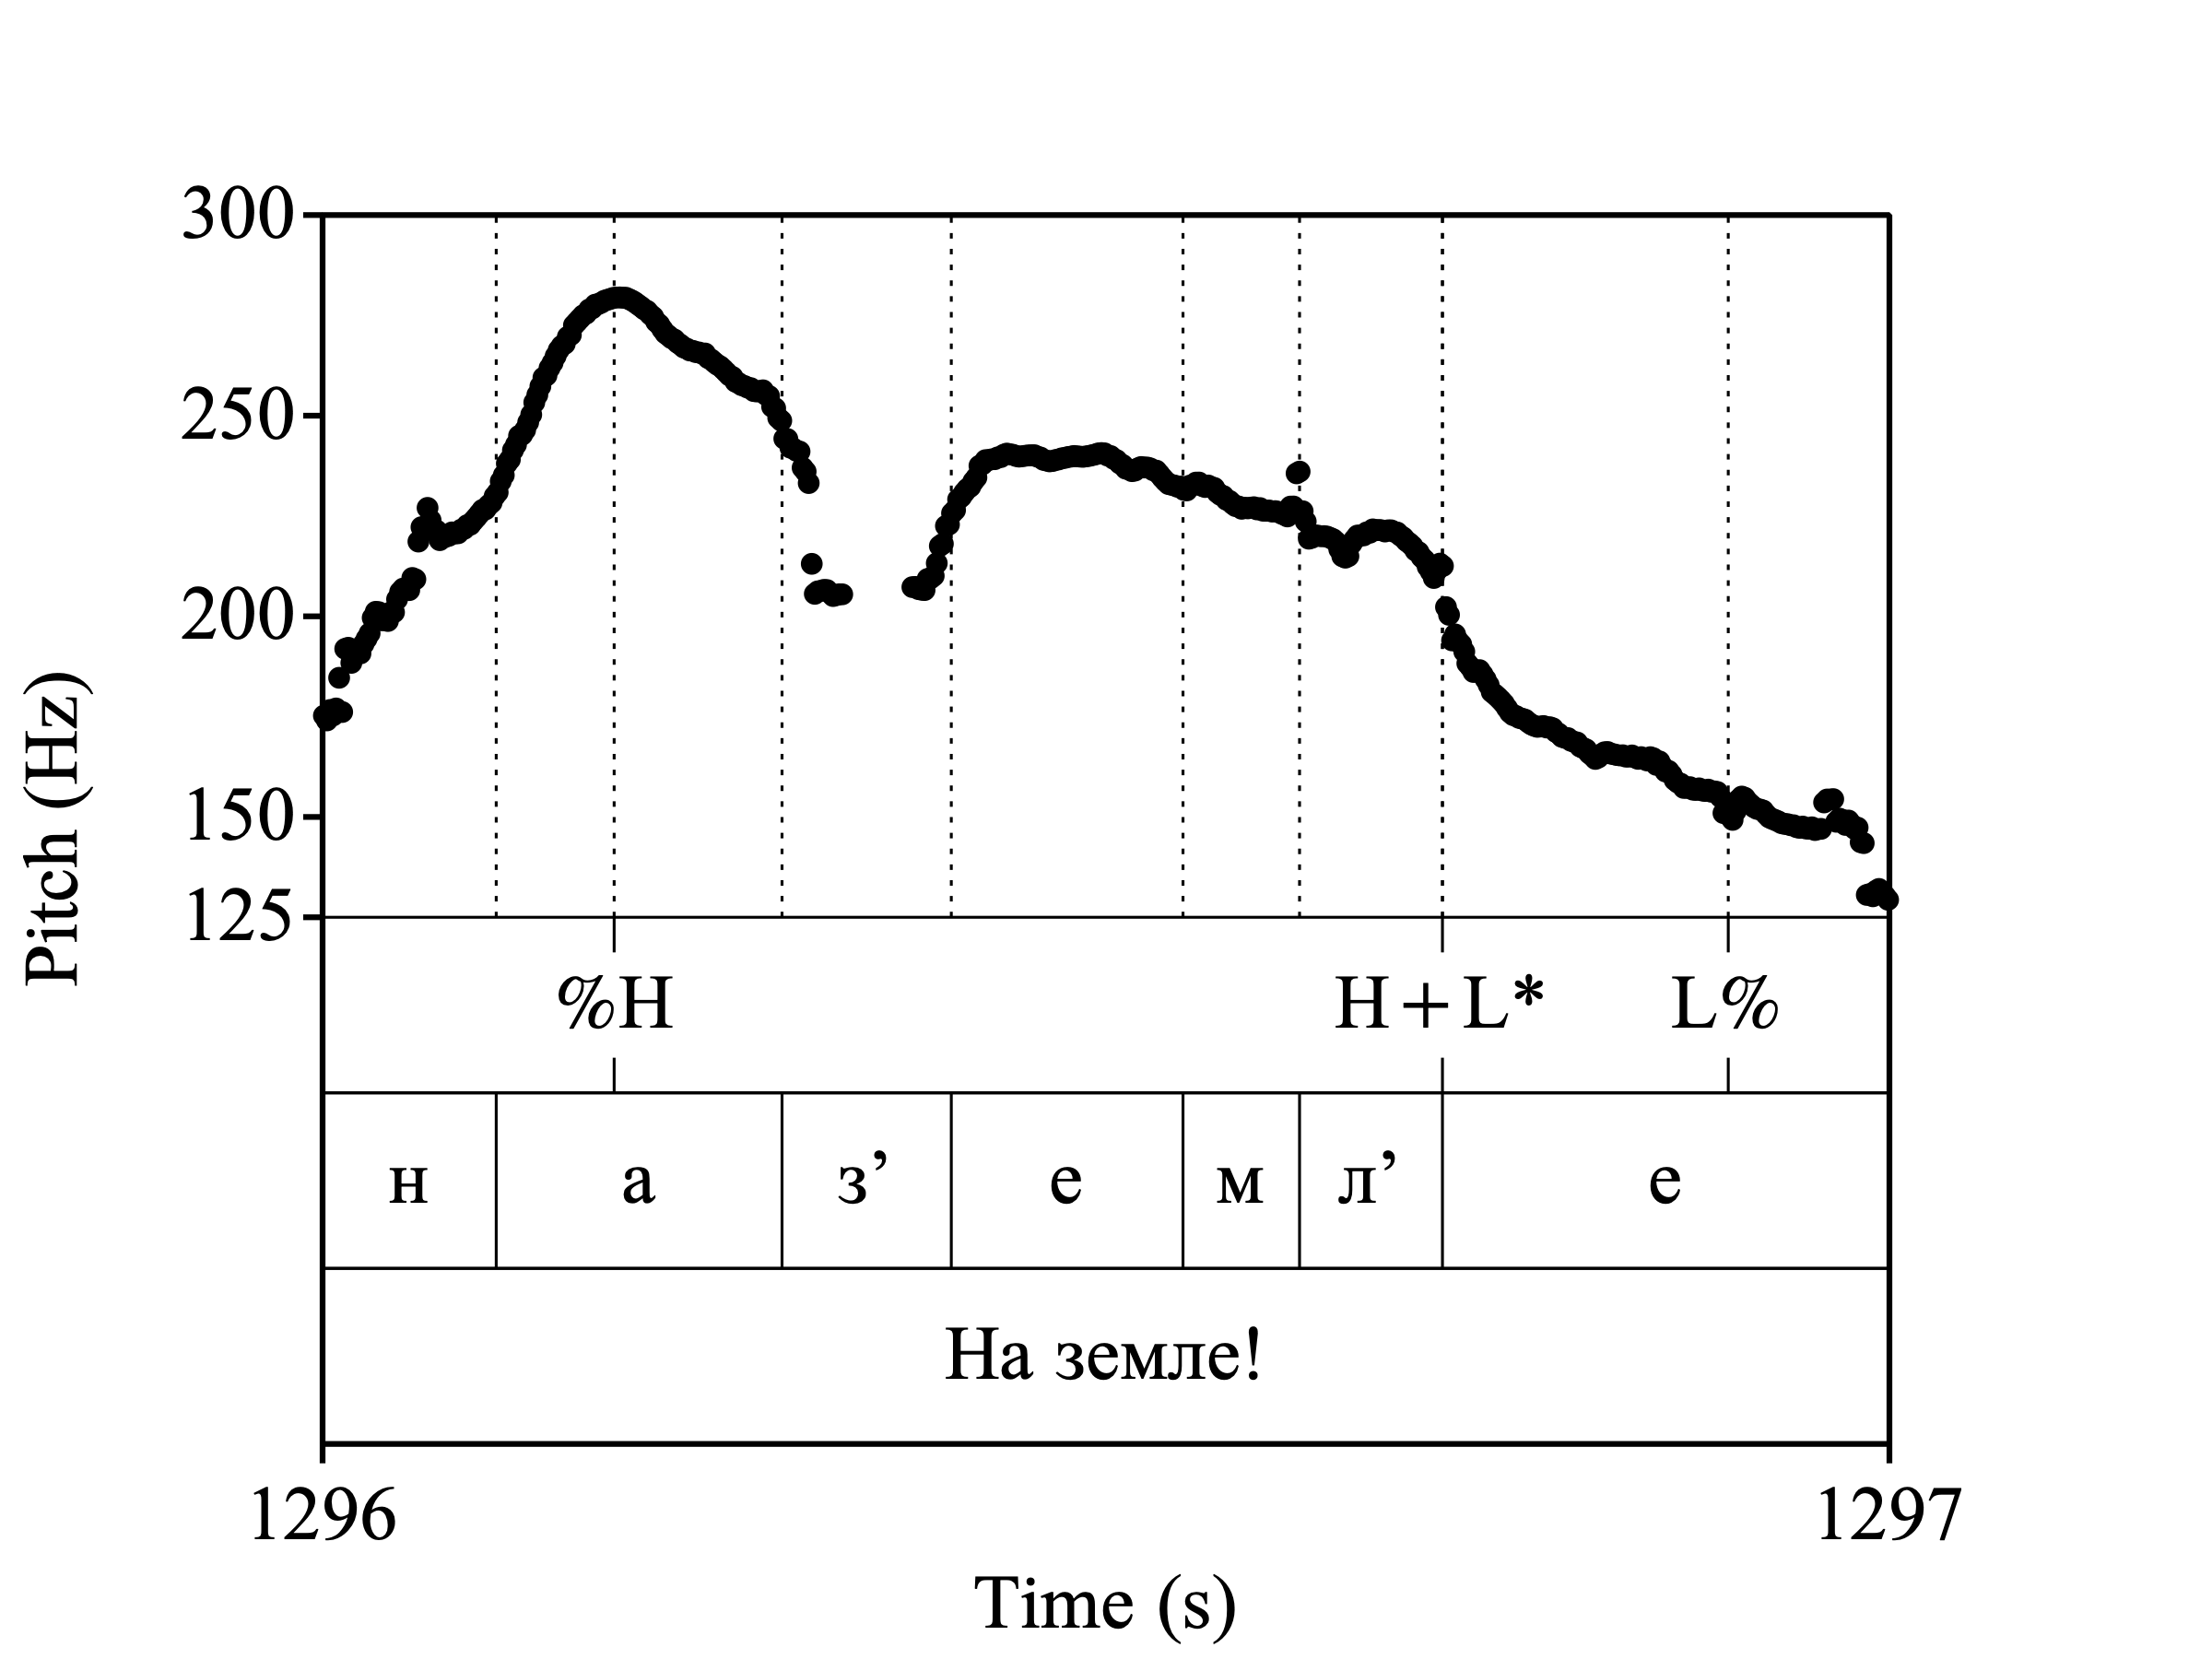 300
250
200
150
125
Pitch (Hz)
%H H+L* L%
н а з’ е м л’ е
На земле!
1296 1297
Time (s)